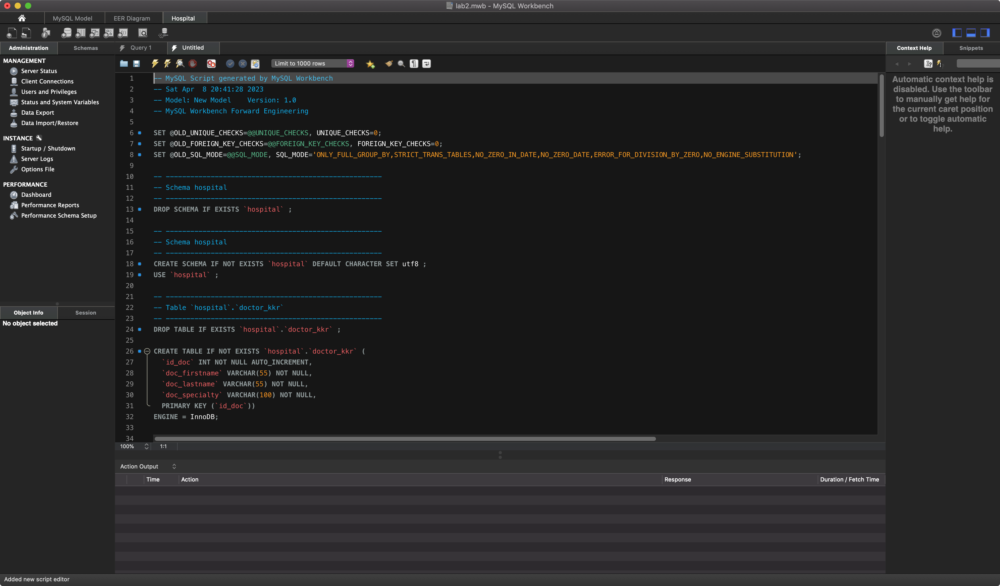 lab2.mwb - MySQL Workbench
MySQL Model
EER Diagram
Hospital
Administration
Schemas
Query 1
Untitled
Context Help
Snippets
MANAGEMENT
Server Status
Client Connections
Users and Privileges
Status and System Variables
Data Export
Data Import/Restore
INSTANCE
Startup / Shutdown
Server Logs
Options File
PERFORMANCE
Dashboard
Performance Reports
Performance Schema Setup
Object Info
Session
No object selected
Limit to 1000 rows
1 -- MySQL Script generated by MySQL Workbench
2 -- Sat Apr  8 20:41:28 2023
3 -- Model: New Model    Version: 1.0
4 -- MySQL Workbench Forward Engineering
5
6 SET @OLD_UNIQUE_CHECKS=@@UNIQUE_CHECKS, UNIQUE_CHECKS=0;
7 SET @OLD_FOREIGN_KEY_CHECKS=@@FOREIGN_KEY_CHECKS, FOREIGN_KEY_CHECKS=0;
8 SET @OLD_SQL_MODE=@@SQL_MODE, SQL_MODE='ONLY_FULL_GROUP_BY,STRICT_TRANS_TABLES,NO_ZERO_IN_DATE,NO_ZERO_DATE,ERROR_FOR_DIVISION_BY_ZERO,NO_ENGINE_SUBSTITUTION';
9
10 -- -----------------------------------------------------
11 -- Schema hospital
12 -- -----------------------------------------------------
13 DROP SCHEMA IF EXISTS `hospital` ;
14
15 -- -----------------------------------------------------
16 -- Schema hospital
17 -- -----------------------------------------------------
18 CREATE SCHEMA IF NOT EXISTS `hospital` DEFAULT CHARACTER SET utf8 ;
19 USE `hospital` ;
20
21 -- -----------------------------------------------------
22 -- Table `hospital`.`doctor_kkr`
23 -- -----------------------------------------------------
24 DROP TABLE IF EXISTS `hospital`.`doctor_kkr` ;
25
26 CREATE TABLE IF NOT EXISTS `hospital`.`doctor_kkr` (
27   `id_doc` INT NOT NULL AUTO_INCREMENT,
28   `doc_firstname` VARCHAR(55) NOT NULL,
29   `doc_lastname` VARCHAR(55) NOT NULL,
30   `doc_specialty` VARCHAR(100) NOT NULL,
31   PRIMARY KEY (`id_doc`))
32 ENGINE = InnoDB;
33
34
100%
1:1
Action Output
Time
Action
Response
Duration / Fetch Time
Automatic context help is
disabled. Use the toolbar
to manually get help for
the current caret position
or to toggle automatic
help.
Added new script editor